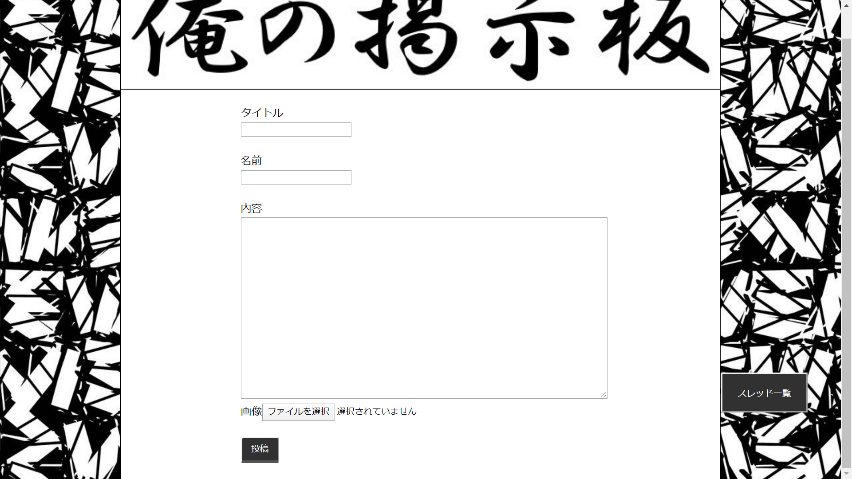 俺の掲示板
タイトル
名前
内容
画像 ファイルを選択 選択されていません
投稿
スレッド一覧